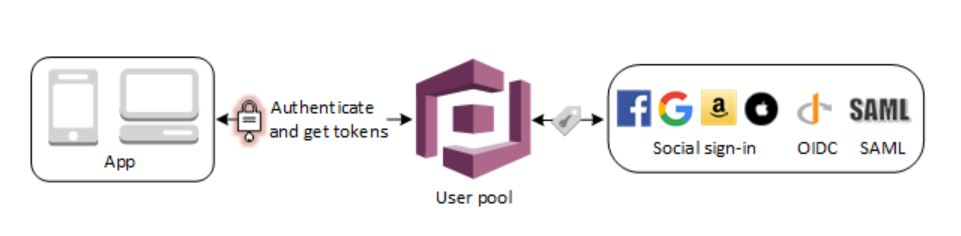 Authenticate
and get tokens
App
User pool
SAML
Social sign-in OIDC SAML